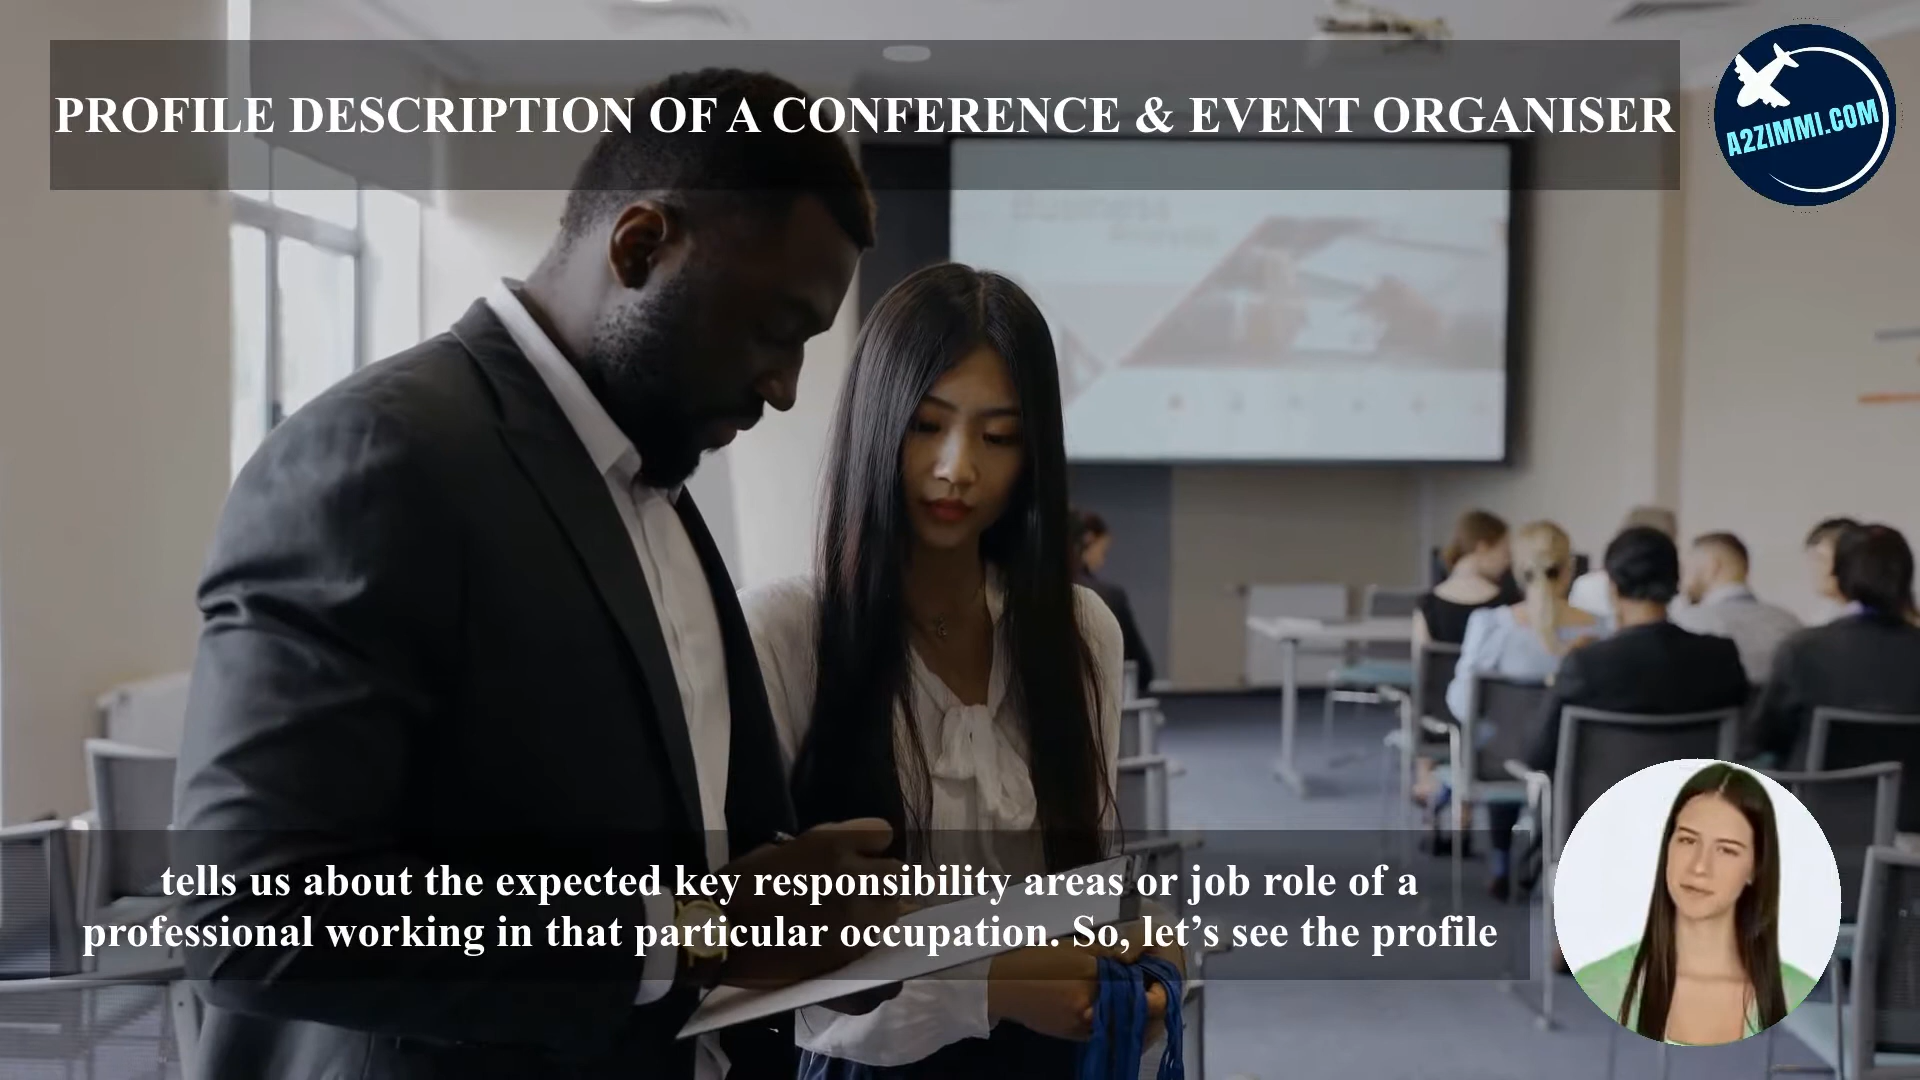 PROFILE DESCRIPTION OF A CONFERENCE & EVENT ORGANISER
A2ZIMMI.COM
Business
tells us about the expected key responsibility areas or job role of a
professional working in that particular occupation. So, let’s see the profile